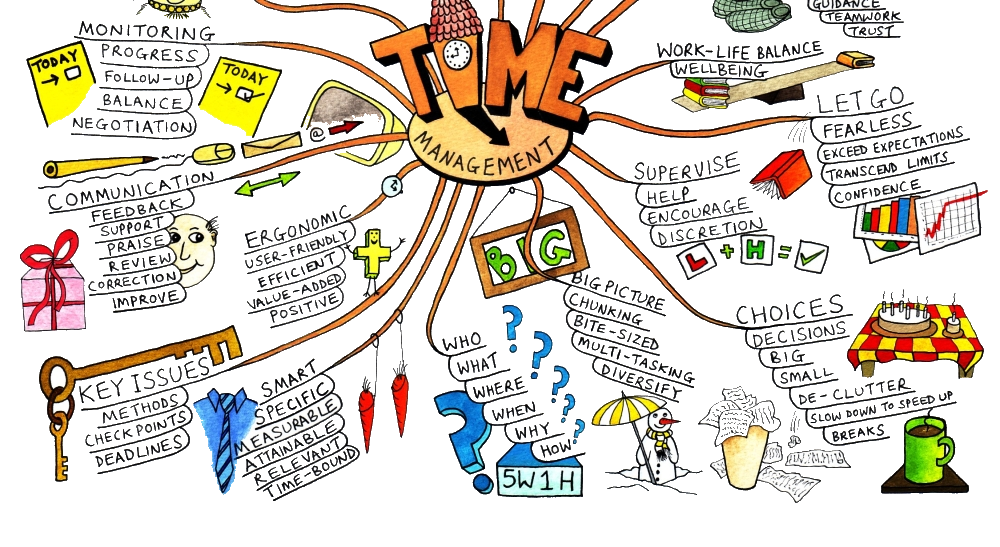 GUIDANCE
TEAMWORK
TRUST
TIME
MANAGEMENT
MONITORING
PROGRESS
FOLLOW-UP
BALANCE
NEGOTIATION
TODAY
TODAY
@
COMMUNICATION
FEEDBACK
SUPPORT
PRAISE
REVIEW
CORRECTION
IMPROVE
ERGONOMIC
USER-FRIENDLY
EFFICIENT
VALUE-ADDED
POSITIVE
KEY ISSUES
METHODS
CHECKPOINTS
DEADLINES
SMART
SPECIFIC
MEASURABLE
ATTAINABLE
RELEVANT
TIME-BOUND
WHO
WHAT
WHERE
WHEN
WHY
HOW
? ? ? ? ? ?
?
5W1H
BIG
BIG PICTURE
CHUNKING
BITE-SIZED
MULTI-TASKING
DIVERSIFY
WORK-LIFE BALANCE
WELLBEING
LET GO
FEARLESS
EXCEED EXPECTATIONS
TRANSCEND LIMITS
CONFIDENCE
SUPERVISE
HELP
ENCOURAGE
DISCRETION
L + H = ✓
CHOICES
DECISIONS
BIG
SMALL
DE-CLUTTER
SLOW DOWN TO SPEED UP
BREAKS